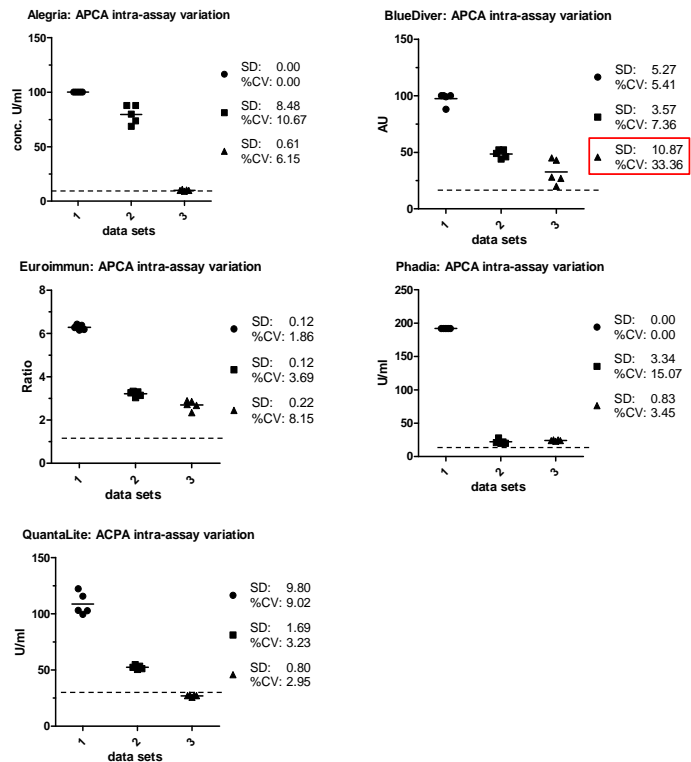 Alegria: APCA intra-assay variation
150
100
50
0
conc. U/ml
1
2
3
data sets
SD: 0.00
%CV: 0.00
SD: 8.48
%CV: 10.67
SD: 0.61
%CV: 6.15
BlueDiver: APCA intra-assay variation
150
100
50
0
AU
1
2
3
data sets
SD: 5.27
%CV: 5.41
SD: 3.57
%CV: 7.36
SD: 10.87
%CV: 33.36
Euroimmun: APCA intra-assay variation
8
6
4
2
0
Ratio
1
2
3
data sets
SD: 0.12
%CV: 1.86
SD: 0.12
%CV: 3.69
SD: 0.22
%CV: 8.15
Phadia: APCA intra-assay variation
250
200
150
100
50
0
U/ml
1
2
3
data sets
SD: 0.00
%CV: 0.00
SD: 3.34
%CV: 15.07
SD: 0.83
%CV: 3.45
QuantaLite: ACPA intra-assay variation
150
100
50
0
U/ml
1
2
3
data sets
SD: 9.80
%CV: 9.02
SD: 1.69
%CV: 3.23
SD: 0.80
%CV: 2.95